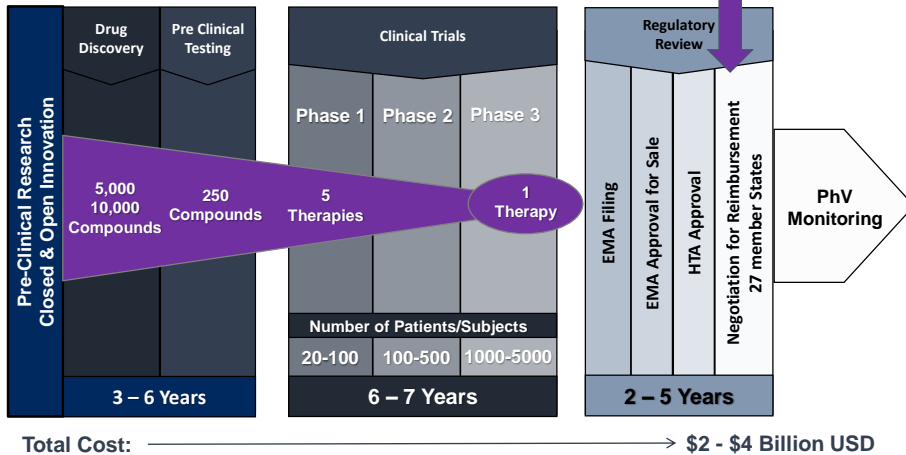 Pre-Clinical Research
Closed & Open Innovation
Drug
Discovery
Pre Clinical
Testing
5,000
10,000
Compounds
250
Compounds
3 – 6 Years
Clinical Trials
Phase 1
Phase 2
Phase 3
5
Therapies
1
Therapy
Number of Patients/Subjects
20-100
100-500
1000-5000
6 – 7 Years
Regulatory
Review
EMA Filing
EMA Approval for Sale
HTA Approval
Negotiation for Reimbursement
27 member States
2 – 5 Years
PhV
Monitoring
Total Cost:
$2 - $4 Billion USD